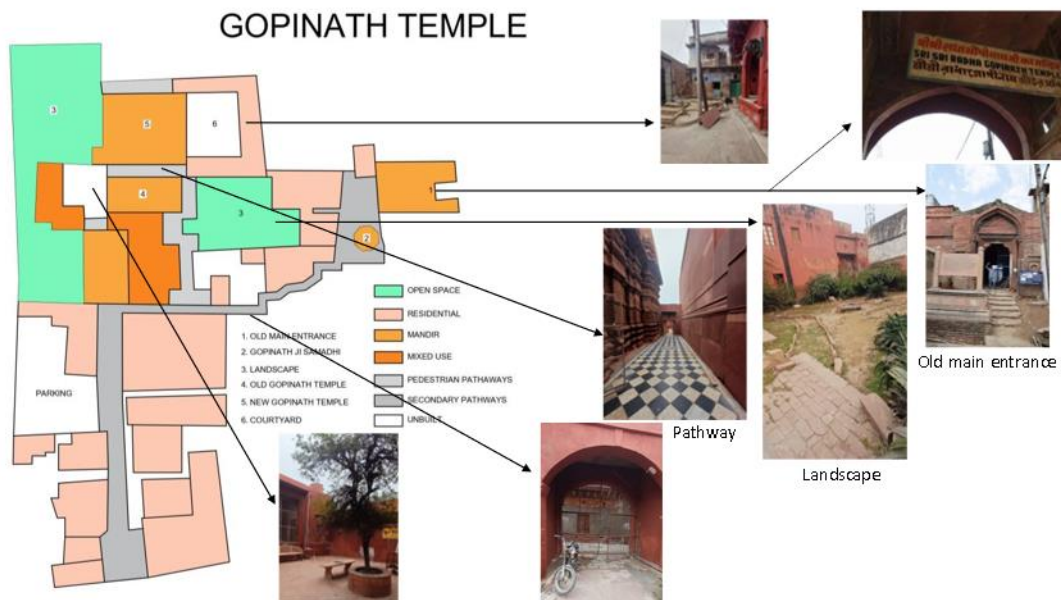 GOPINATH TEMPLE
3
5
6
4
3
1
2
SRI SRI RADHA GOPINATH TEMPLE
OPEN SPACE
RESIDENTIAL
MANDIR
MIXED USE
PEDESTRIAN PATHAWAYS
SECONDARY PATHWAYS
UNBUILT
1. OLD MAIN ENTRANCE
2. GOPINATH JI SAMADHI
3. LANDSCAPE
4. OLD GOPINATH TEMPLE
5. NEW GOPINATH TEMPLE
6. COURTYARD
PARKING
Pathway
Landscape
Old main entrance